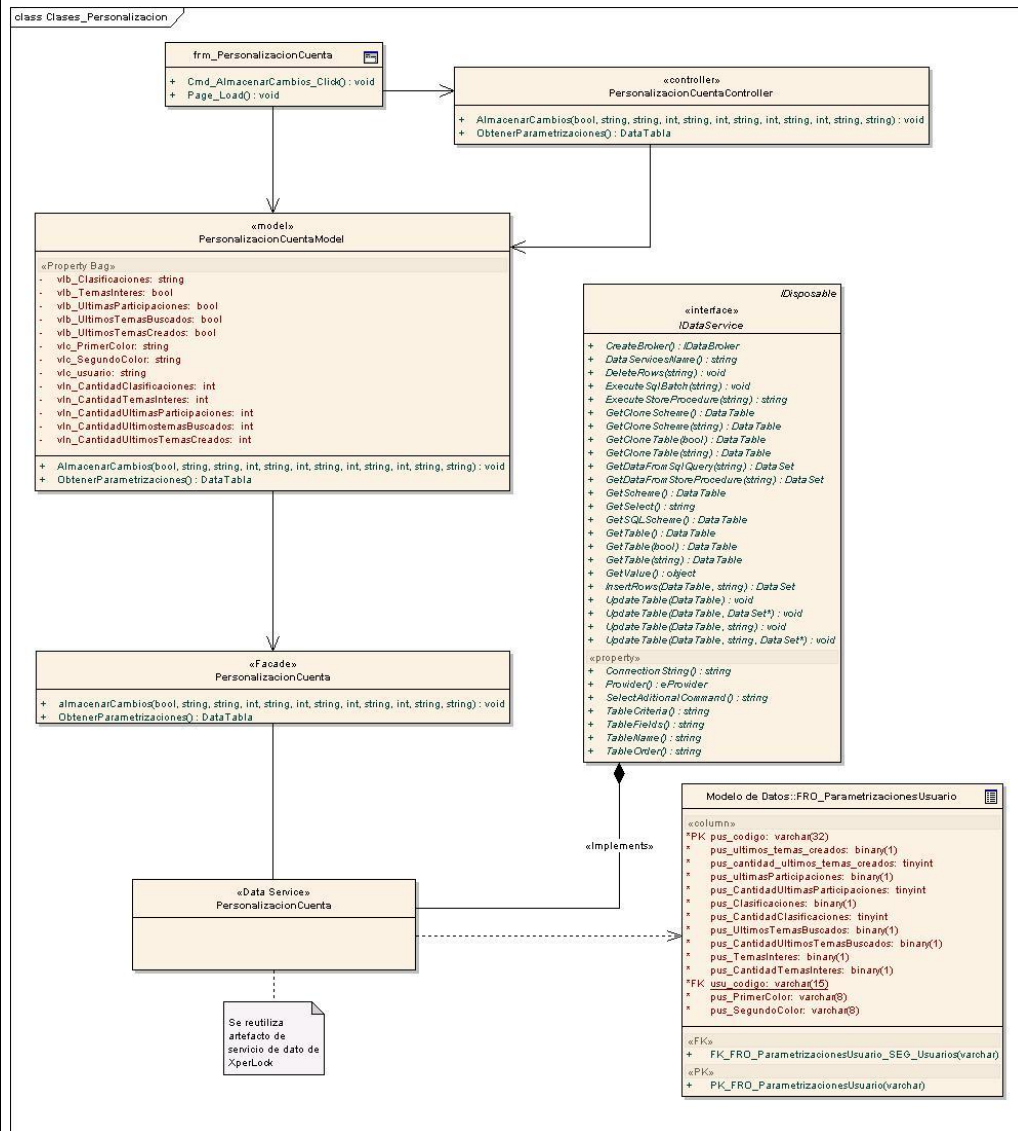 class Clases_Personalizacion
frm_PersonalizacionCuenta
+ Cmd_AlmacenarCambios_Click() : void
+ Page_Load() : void
«controller»
PersonalizacionCuentaController
+ AlmacenarCambios(bool, string, string, int, string, int, string, int, string, int, string, string) : void
+ ObtenerParametrizaciones() : DataTabla
«model»
PersonalizacionCuentaModel
«Property Bag»
- vlb_Clasificaciones: string
- vlb_TemasInteres: bool
- vlb_UltimasParticipaciones: bool
- vlb_UltimosTemasBuscados: bool
- vlb_UltimosTemasCreados: bool
- vlc_PrimerColor: string
- vlc_SegundoColor: string
- vlc_usuario: string
- vln_CantidadClasificaciones: int
- vln_CantidadTemasInteres: int
- vln_CantidadUltimasParticipaciones: int
- vln_CantidadUltimostemasBuscados: int
- vln_CantidadUltimosTemasCreados: int
+ AlmacenarCambios(bool, string, string, int, string, int, string, int, string, int, string, string) : void
+ ObtenerParametrizaciones() : DataTabla
IDisposable
«interface»
IDataService
+ CreateBroker() : IDataBroker
+ DataServicesName() : string
+ DeleteRows(string) : void
+ ExecuteSqlBatch(string) : void
+ ExecuteStoreProcedure(string) : string
+ GetCloneScheme() : DataTable
+ GetCloneScheme(string) : DataTable
+ GetCloneTable(bool) : DataTable
+ GetCloneTable(string) : DataTable
+ GetDataFromSqlQuery(string) : DataSet
+ GetDataFromStoreProcedure(string) : DataSet
+ GetScheme() : DataTable
+ GetSelect() : string
+ GetSQLScheme() : DataTable
+ GetTable() : DataTable
+ GetTable(bool) : DataTable
+ GetTable(string) : DataTable
+ GetValue() : object
+ InsertRows(DataTable, string) : DataSet
+ UpdateTable(DataTable) : void
+ UpdateTable(DataTable, DataSet*) : void
+ UpdateTable(DataTable, string) : void
+ UpdateTable(DataTable, string, DataSet*) : void
«property»
+ ConnectionString() : string
+ Provider() : eProvider
+ SelectAditionalCommand() : string
+ TableCriteria() : string
+ TableFields() : string
+ TableName() : string
+ TableOrder() : string
«Facade»
PersonalizacionCuenta
+ almacenarCambios(bool, string, string, int, string, int, string, int, string, int, string, string) : void
+ ObtenerParametrizaciones() : DataTabla
«Implements»
«Data Service»
PersonalizacionCuenta
Se reutiliza
artefacto de
servicio de dato de
XperLock
Modelo de Datos::FRO_ParametrizacionesUsuario
«column»
*PK pus_codigo: varchar(32)
* pus_ultimos_temas_creados: binary(1)
* pus_cantidad_ultimos_temas_creados: tinyint
* pus_ultimasParticipaciones: binary(1)
* pus_CantidadUltimasParticipaciones: tinyint
* pus_Clasificaciones: binary(1)
* pus_CantidadClasificaciones: tinyint
* pus_UltimosTemasBuscados: binary(1)
* pus_CantidadUltimosTemasBuscados: binary(1)
* pus_TemasInteres: binary(1)
* pus_CantidadTemasInteres: binary(1)
*FK usu_codigo: varchar(15)
* pus_PrimerColor: varchar(8)
* pus_SegundoColor: varchar(8)
«FK»
+ FK_FRO_ParametrizacionesUsuario_SEG_Usuarios(varchar)
«PK»
+ PK_FRO_ParametrizacionesUsuario(varchar)